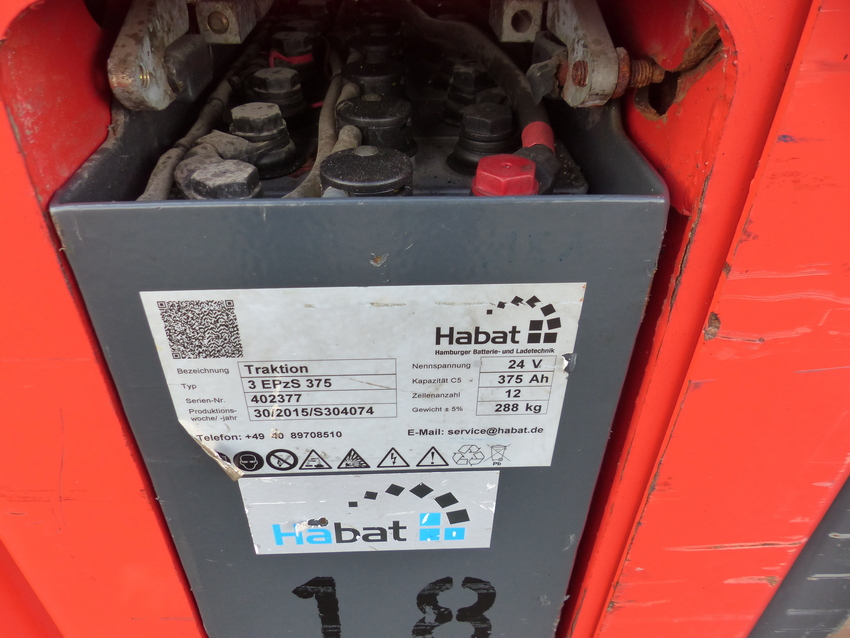 Habat
Hamburger Batterie- und Ladetechnik
Bezeichnung Traktion
Typ 3 EPzS 375
Serien-Nr. 402377
Produktions-
woche/ -jahr 30/2015/S304074
Nennspannung 24 V
Kapazität C5 375 Ah
Zellenanzahl 12
Gewicht ± 5% 288 kg
Telefon: +49 40 89708510
E-Mail: service@habat.de
Pb
Habat
18